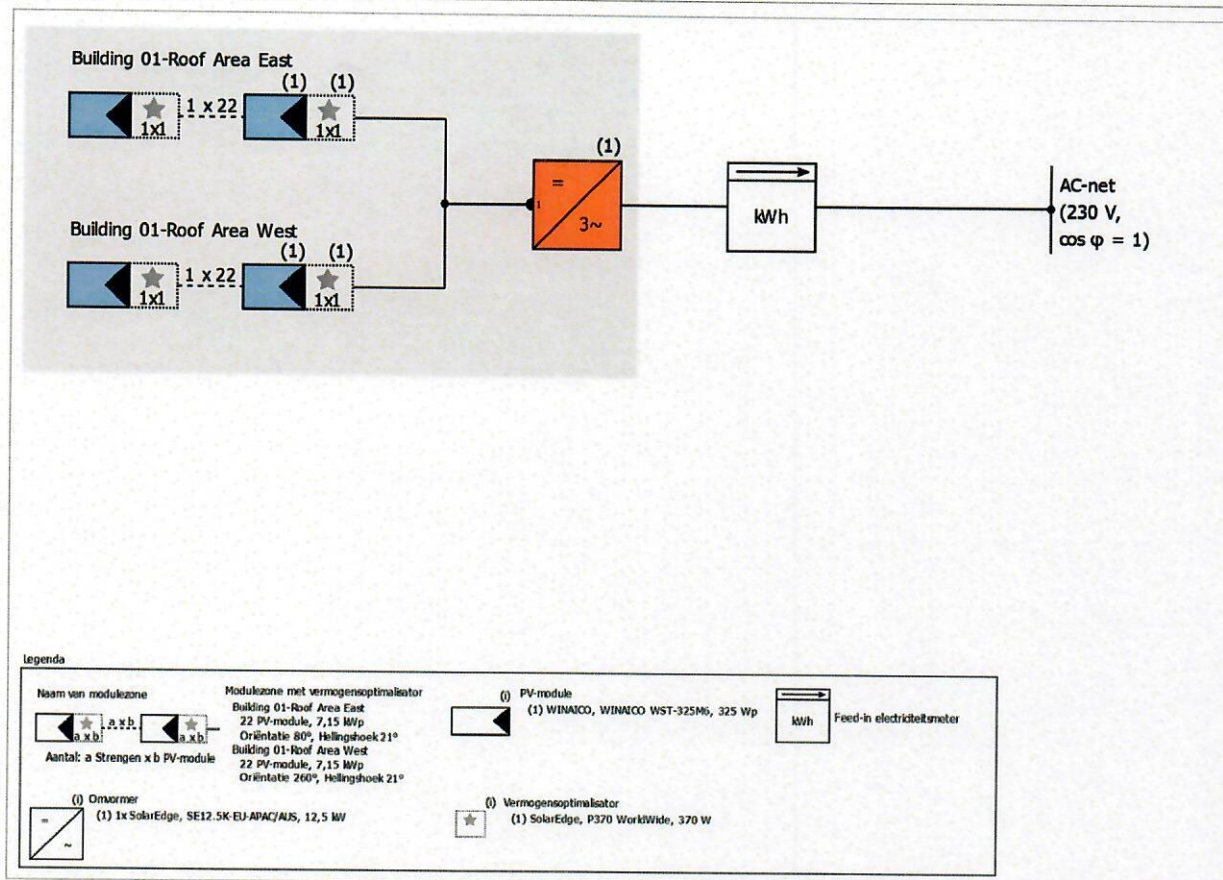 Building 01-Roof Area East
(1) (1)
1 x 22
1x1
1x1
(1)
=
1
3~
kWh
AC-net
(230 V,
cos φ = 1)
Building 01-Roof Area West
(1) (1)
1 x 22
1x1
1x1
legenda
Naam van modulezone
a x b
a x b
a x b
Aantal: a Strengen x b PV-module
Modulezone met vermogensoptimalisator
Building 01-Roof Area East
22 PV-module, 7,15 kWp
Oriëntatie 80°, Hellingshoek 21°
Building 01-Roof Area West
22 PV-module, 7,15 kWp
Oriëntatie 260°, Hellingshoek 21°
(i) PV-module
(1) WINAICO, WINAICO WST-325M6, 325 Wp
kWh
Feed-in electriciteitsmeter
(i) Omvormer
(1) 1x SolarEdge, SE12.5K-EU-APAC/AUS, 12,5 kW
=
~
(i) Vermogensoptimalisator
(1) SolarEdge, P370 WorldWide, 370 W